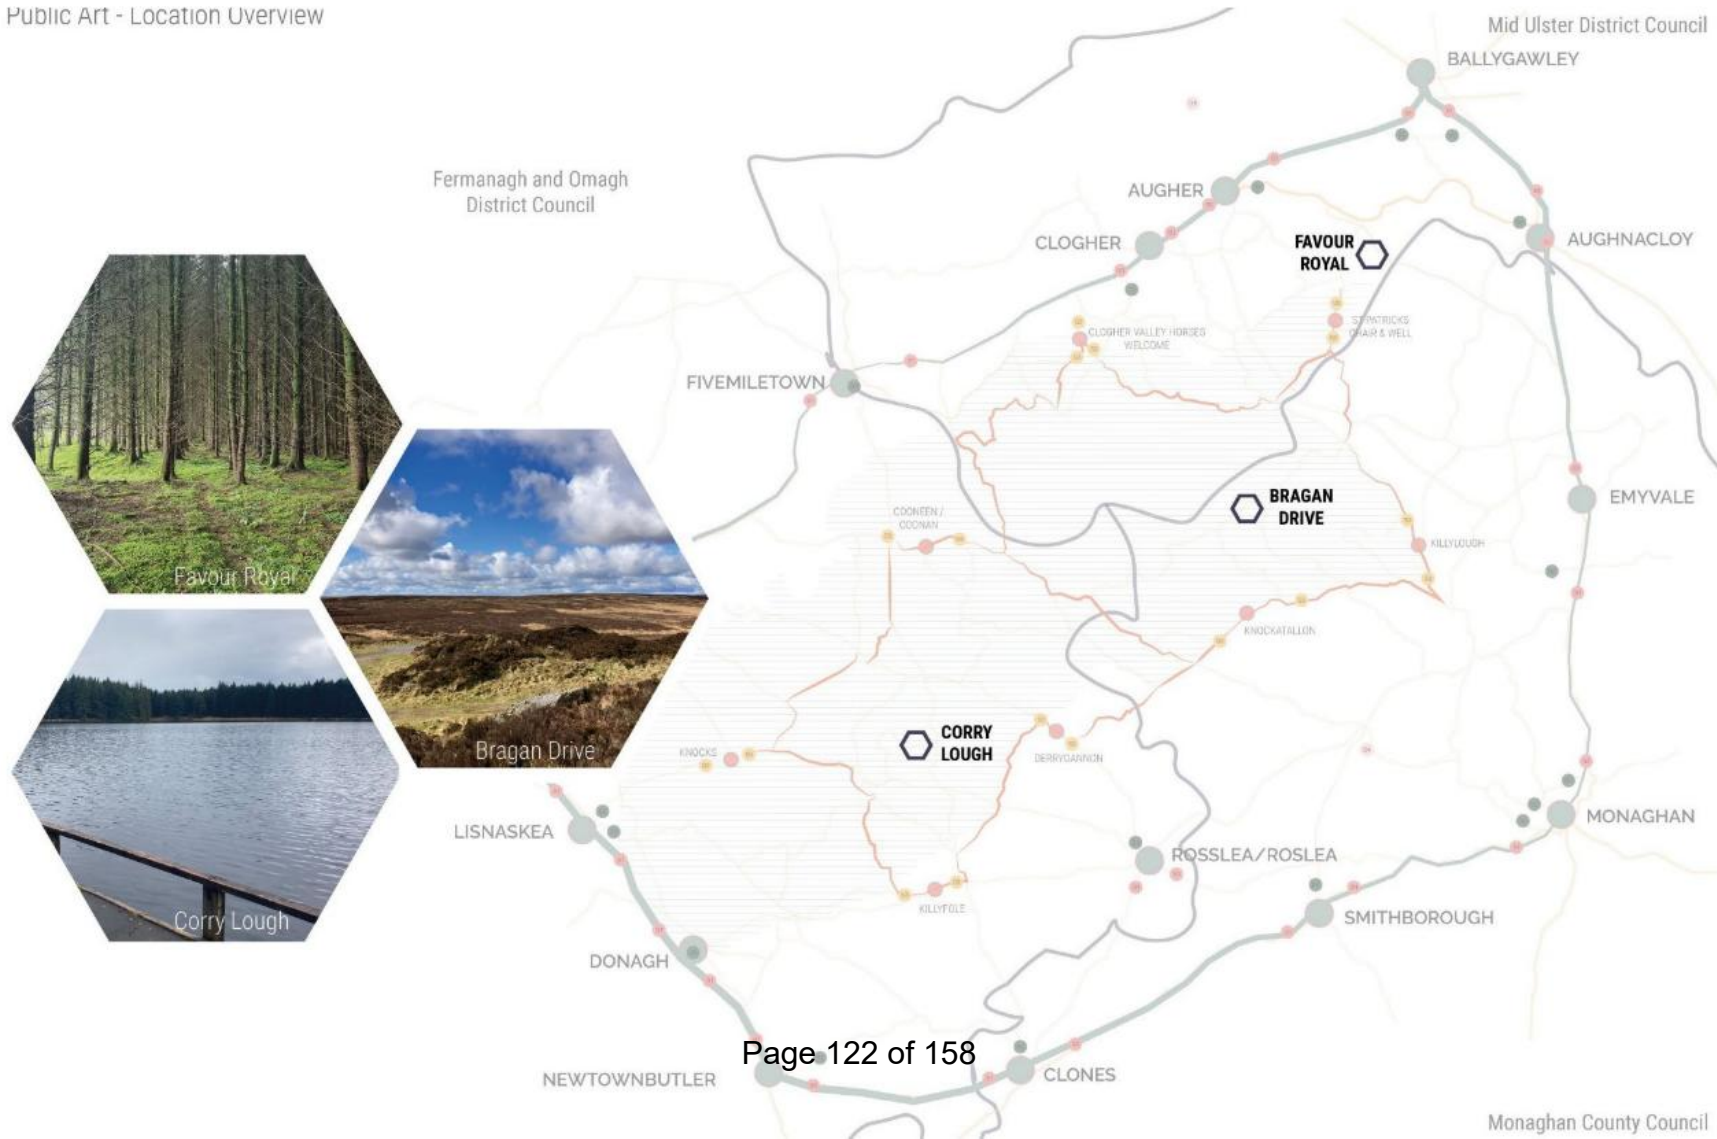 Public Art - Location Overview
Mid Ulster District Council
BALLYGAWLEY
Fermanagh and Omagh
District Council
AUGHER
CLOGHER
FAVOUR
ROYAL
AUGHNACLOY
ST PATRICKS
CHAIR & WELL
CLOGHER VALLEY HORSES
WELCOME
FIVEMILETOWN
BRAGAN
DRIVE
EMYVALE
COONEEN /
COONAN
KILLYLOUGH
Favour Royal
KNOCKATALLON
CORRY
LOUGH
KNOCKS
Bragan Drive
DERRYGANNON
MONAGHAN
LISNASKEA
ROSSLEA/ROSLEA
KILLYFOLE
SMITHBOROUGH
Corry Lough
DONAGH
Page 122 of 158
NEWTOWNBUTLER
CLONES
Monaghan County Council